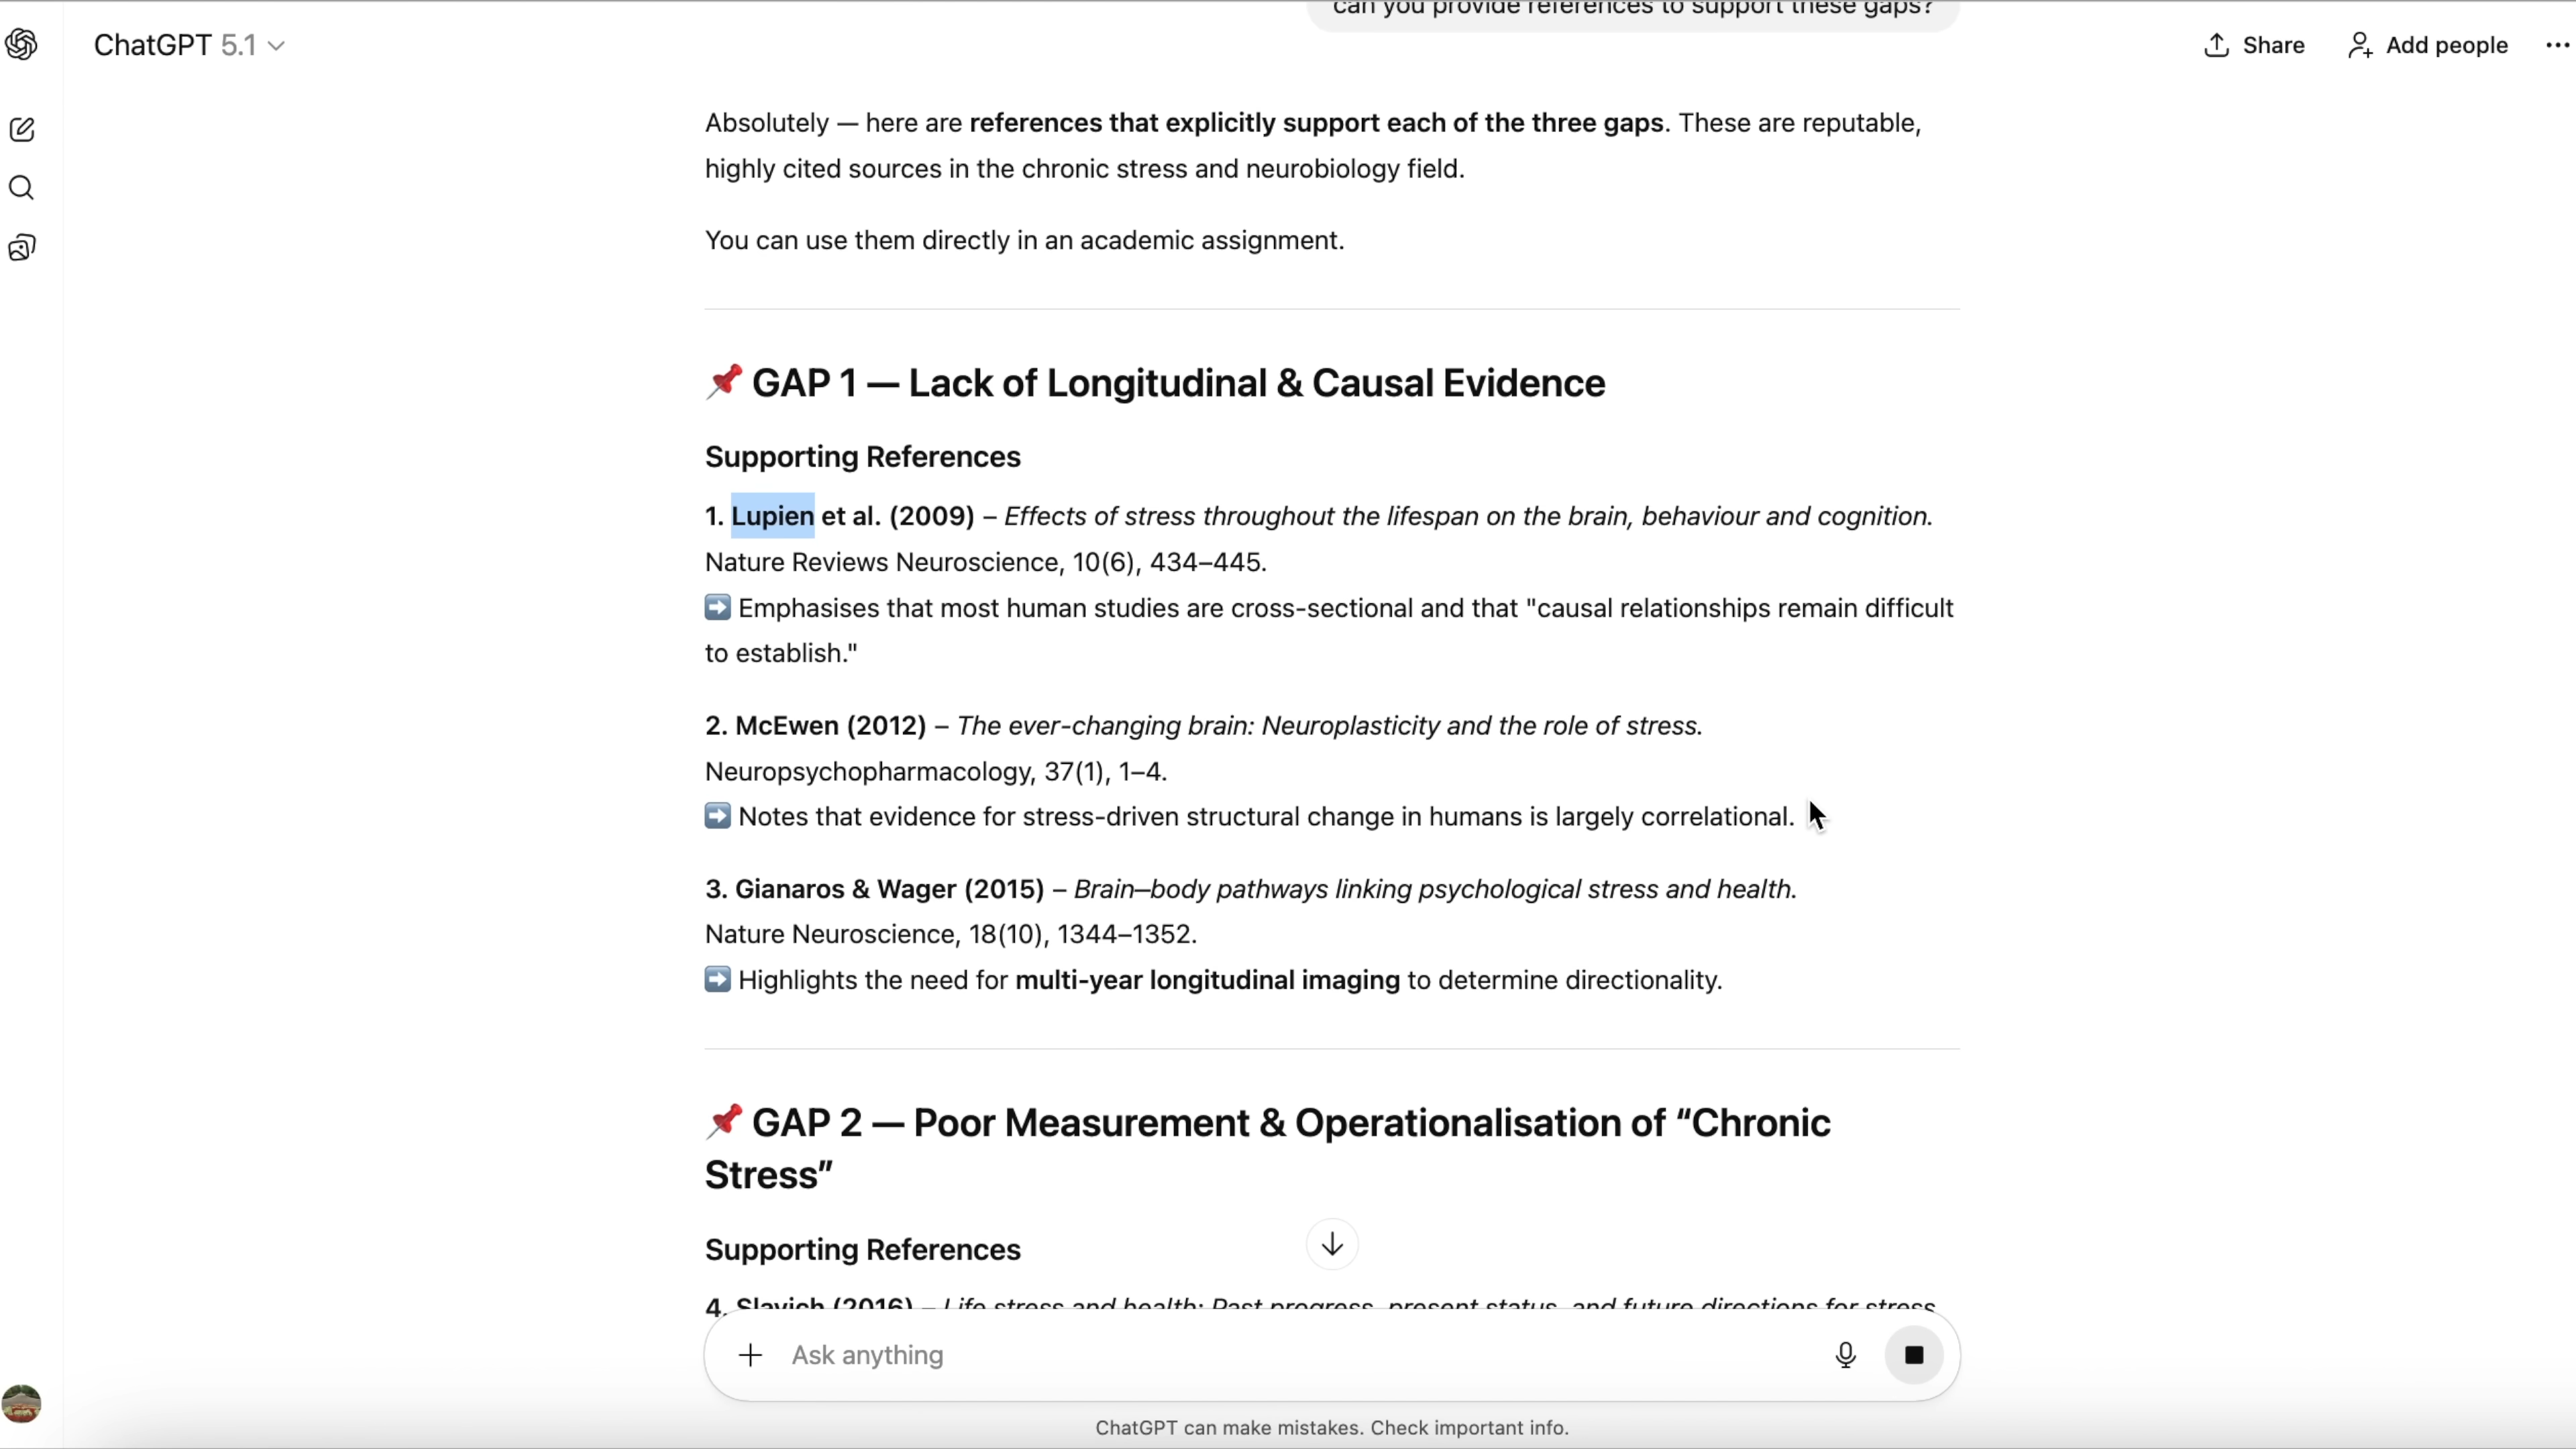 can you provide references to support these gaps?
ChatGPT 5.1
Share
Add people
Absolutely — here are references that explicitly support each of the three gaps. These are reputable,
highly cited sources in the chronic stress and neurobiology field.
You can use them directly in an academic assignment.
📌 GAP 1 — Lack of Longitudinal & Causal Evidence
Supporting References
1. Lupien et al. (2009) – Effects of stress throughout the lifespan on the brain, behaviour and cognition.
Nature Reviews Neuroscience, 10(6), 434–445.
➡️ Emphasises that most human studies are cross-sectional and that "causal relationships remain difficult
to establish."
2. McEwen (2012) – The ever-changing brain: Neuroplasticity and the role of stress.
Neuropsychopharmacology, 37(1), 1–4.
➡️ Notes that evidence for stress-driven structural change in humans is largely correlational.
3. Gianaros & Wager (2015) – Brain–body pathways linking psychological stress and health.
Nature Neuroscience, 18(10), 1344–1352.
➡️ Highlights the need for multi-year longitudinal imaging to determine directionality.
📌 GAP 2 — Poor Measurement & Operationalisation of “Chronic
Stress”
Supporting References
4. Slavich (2016) – Life stress and health: Past progress, present status, and future directions for stress
Ask anything
ChatGPT can make mistakes. Check important info.